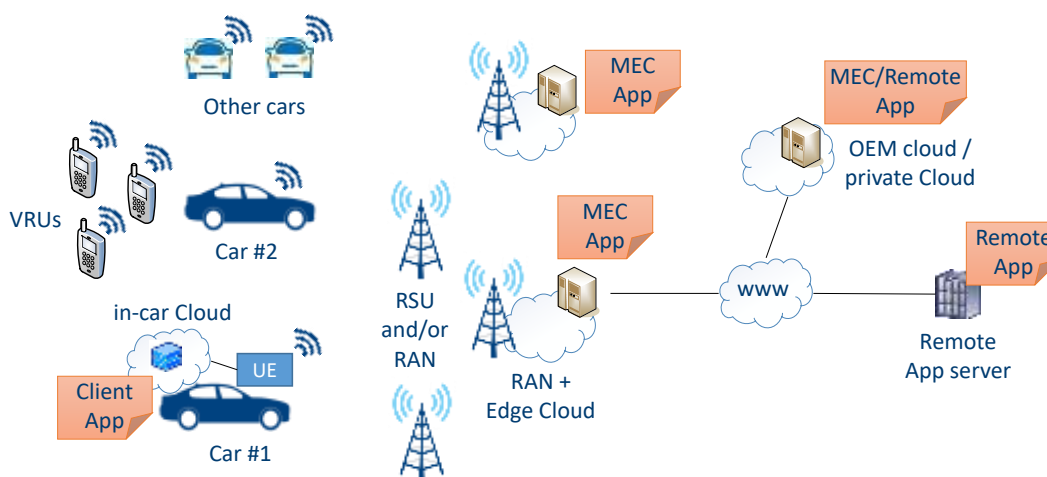 Other cars
VRUs
Car #2
in-car Cloud
UE
Client
App
Car #1
RSU
and/or
RAN
MEC
App
MEC
App
RAN +
Edge Cloud
MEC/Remote
App
OEM cloud /
private Cloud
www
Remote
App
Remote
App server